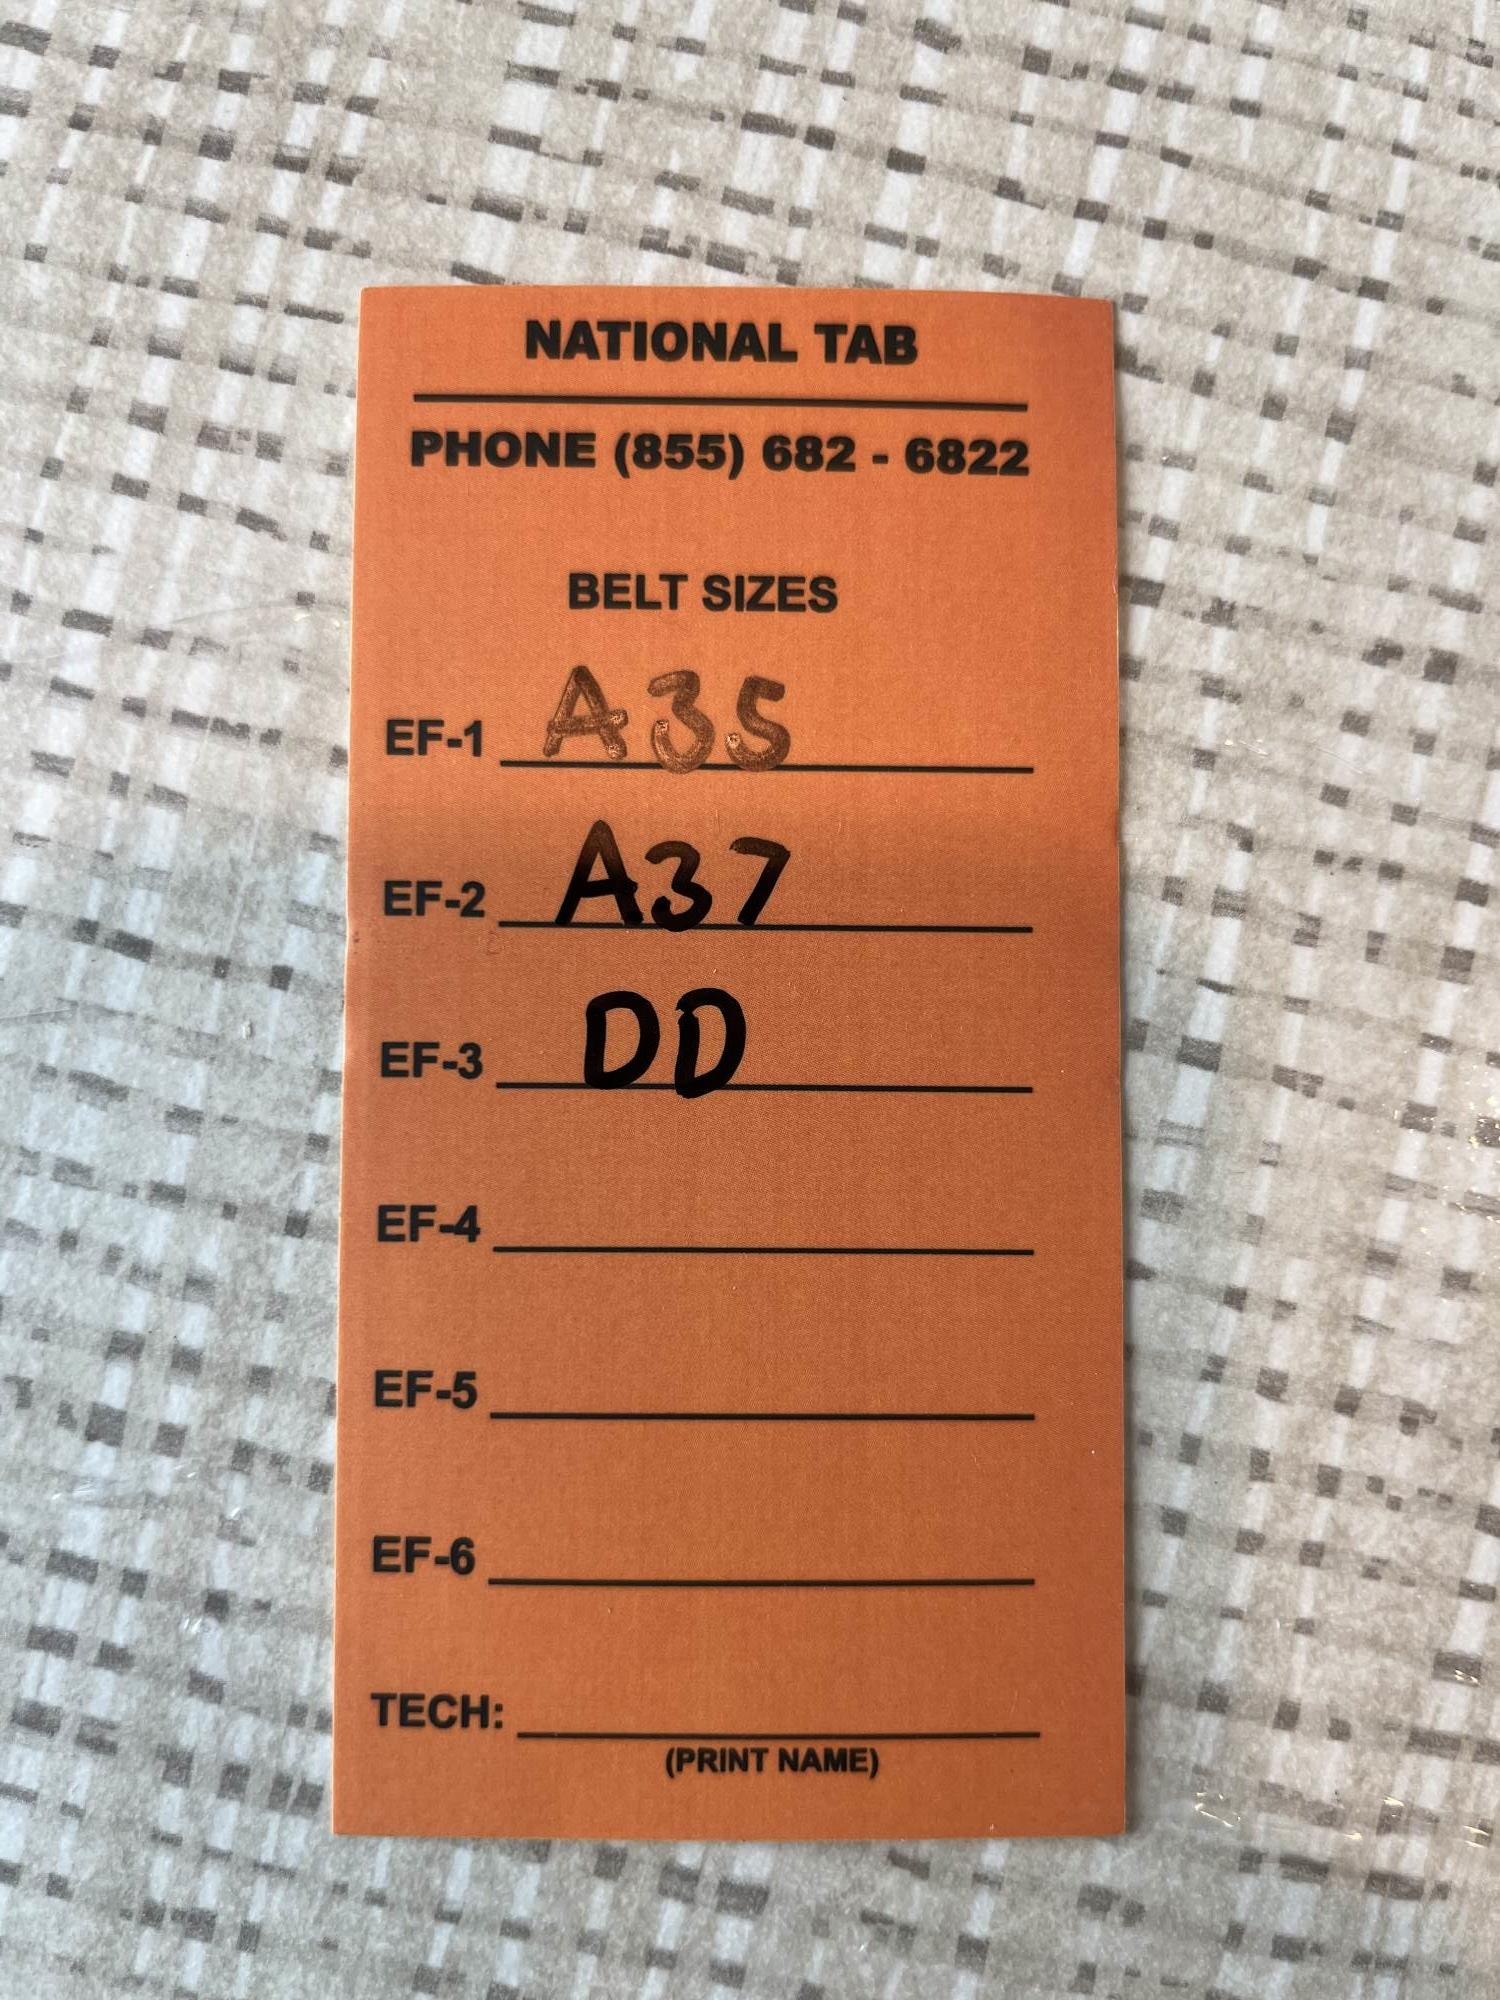 NATIONAL TAB
PHONE (855) 682 - 6822
BELT SIZES
EF-1 A35
EF-2 A37
EF-3 DD
EF-4
EF-5
EF-6
TECH:
(PRINT NAME)